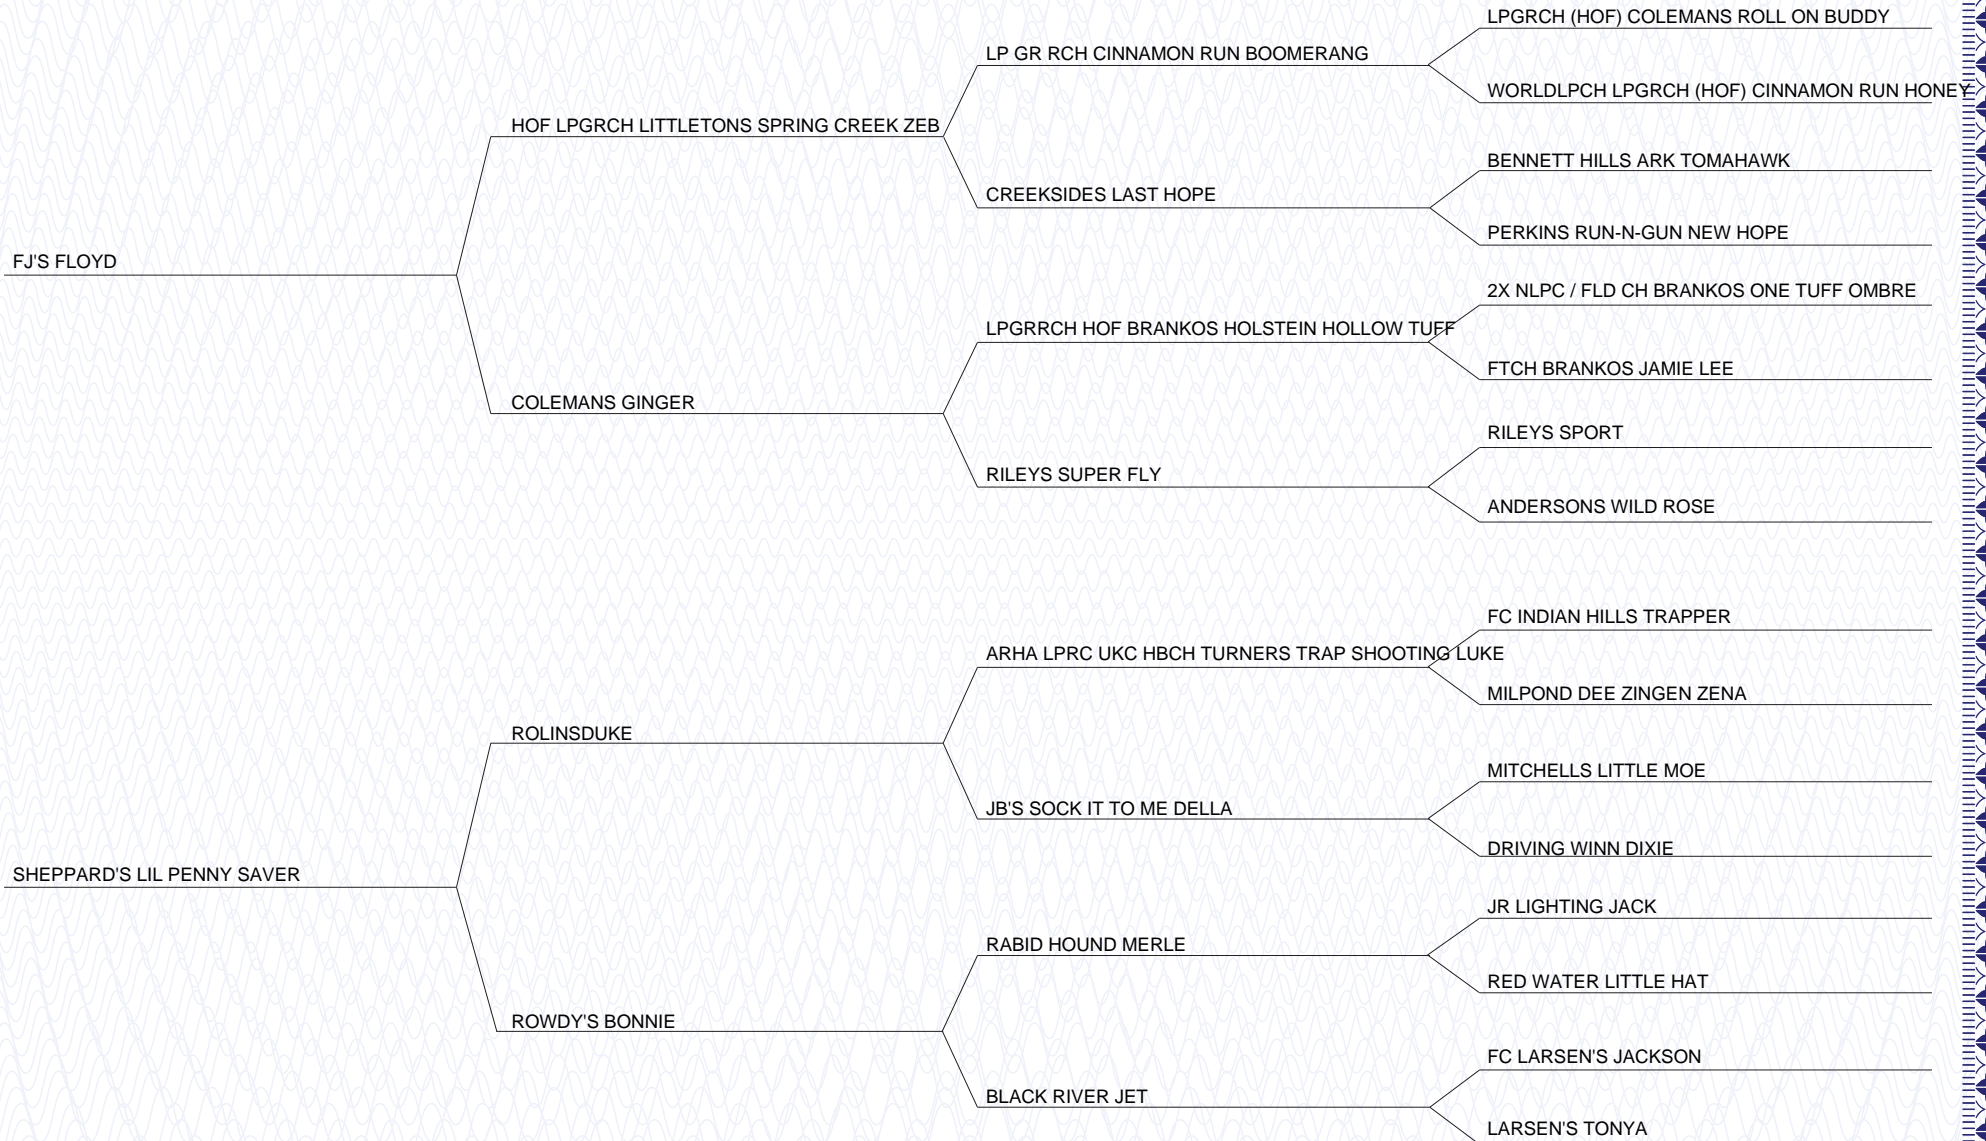 LPGRCH (HOF) COLEMANS ROLL ON BUDDY
LP GR RCH CINNAMON RUN BOOMERANG
WORLDLPCH LPGRCH (HOF) CINNAMON RUN HONEY
HOF LPGRCH LITTLETONS SPRING CREEK ZEB
BENNETT HILLS ARK TOMAHAWK
CREEKSIDES LAST HOPE
PERKINS RUN-N-GUN NEW HOPE
FJ'S FLOYD
2X NLPC / FLD CH BRANKOS ONE TUFF OMBRE
LPGRRCH HOF BRANKOS HOLSTEIN HOLLOW TUFF
FTCH BRANKOS JAMIE LEE
COLEMANS GINGER
RILEYS SPORT
RILEYS SUPER FLY
ANDERSONS WILD ROSE
FC INDIAN HILLS TRAPPER
ARHA LPRC UKC HBCH TURNERS TRAP SHOOTING LUKE
MILPOND DEE ZINGEN ZENA
ROLINSDUKE
MITCHELLS LITTLE MOE
JB'S SOCK IT TO ME DELLA
DRIVING WINN DIXIE
SHEPPARD'S LIL PENNY SAVER
JR LIGHTING JACK
RABID HOUND MERLE
RED WATER LITTLE HAT
ROWDY'S BONNIE
FC LARSEN'S JACKSON
BLACK RIVER JET
LARSEN'S TONYA